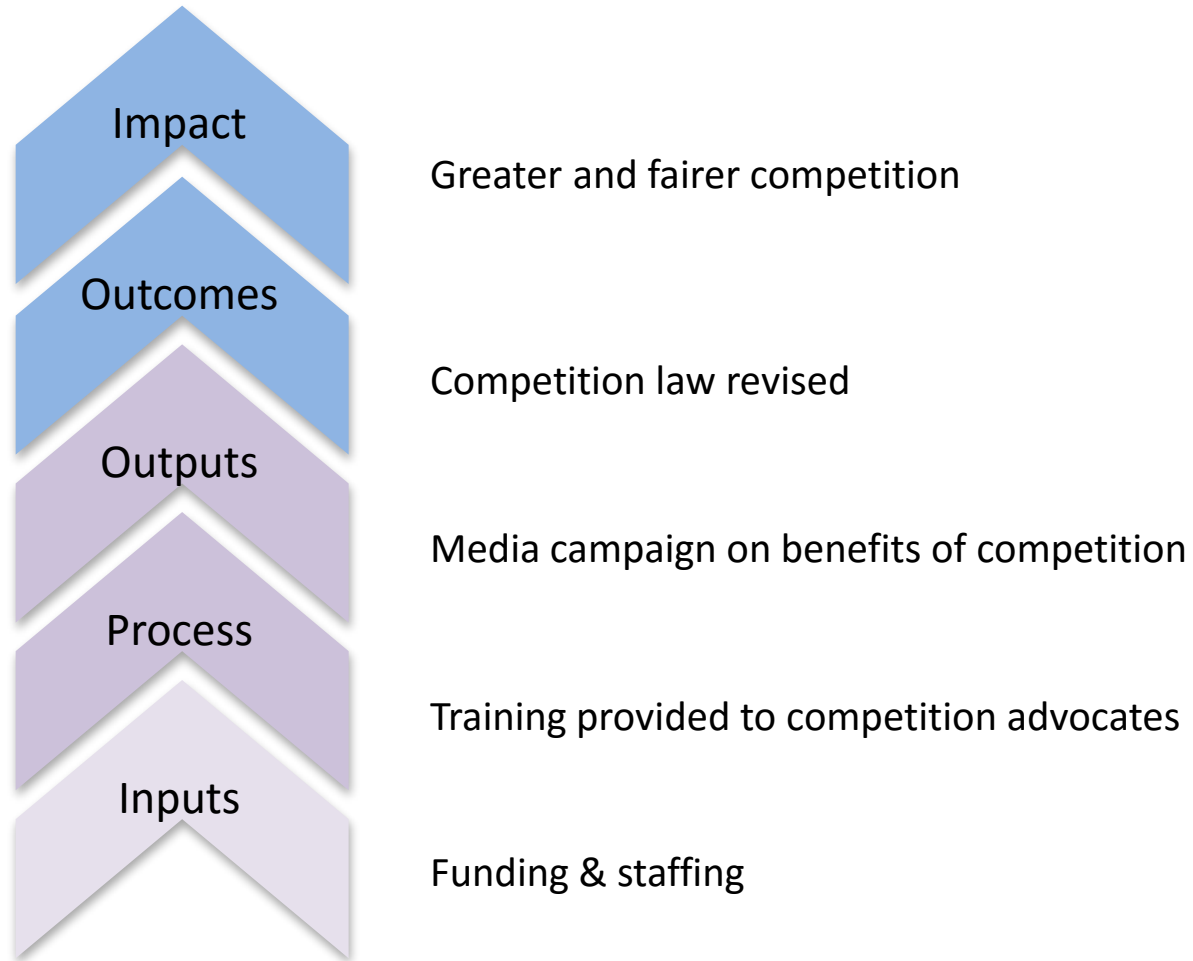 Impact
Greater and fairer competition
Outcomes
Competition law revised
Outputs
Media campaign on benefits of competition
Process
Training provided to competition advocates
Inputs
Funding & staffing